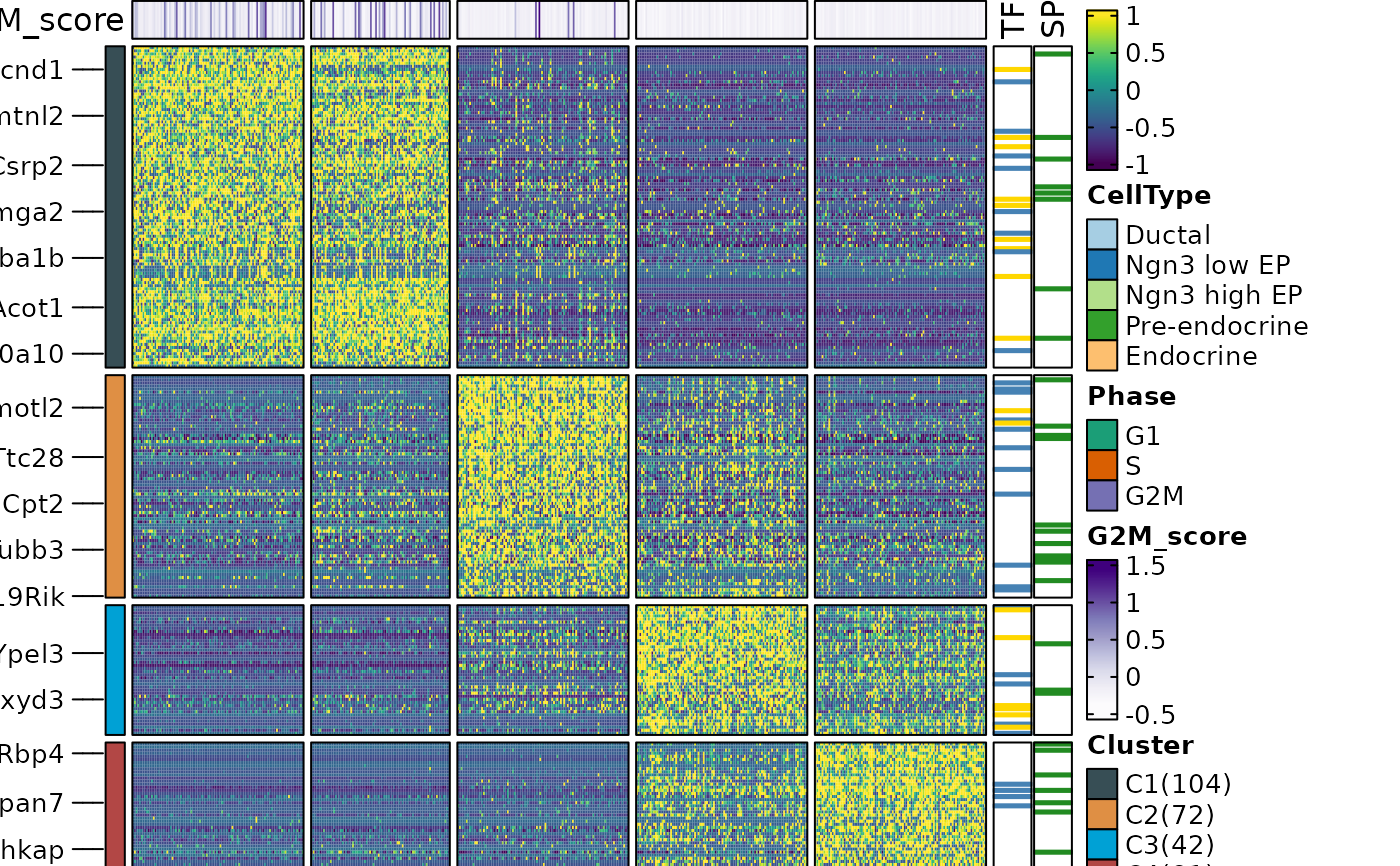 M_score
TF
SP
cnd1
mtnl2
Csrp2
mga2
ba1b
Acot1
0a10
motl2
Ttc28
Cpt2
ubb3
19Rik
Ypel3
xyd3
Rbp4
pan7
hkap
1
0.5
0
-0.5
-1
CellType
Ductal
Ngn3 low EP
Ngn3 high EP
Pre-endocrine
Endocrine
Phase
G1
S
G2M
G2M_score
1.5
1
0.5
0
-0.5
Cluster
C1(104)
C2(72)
C3(42)